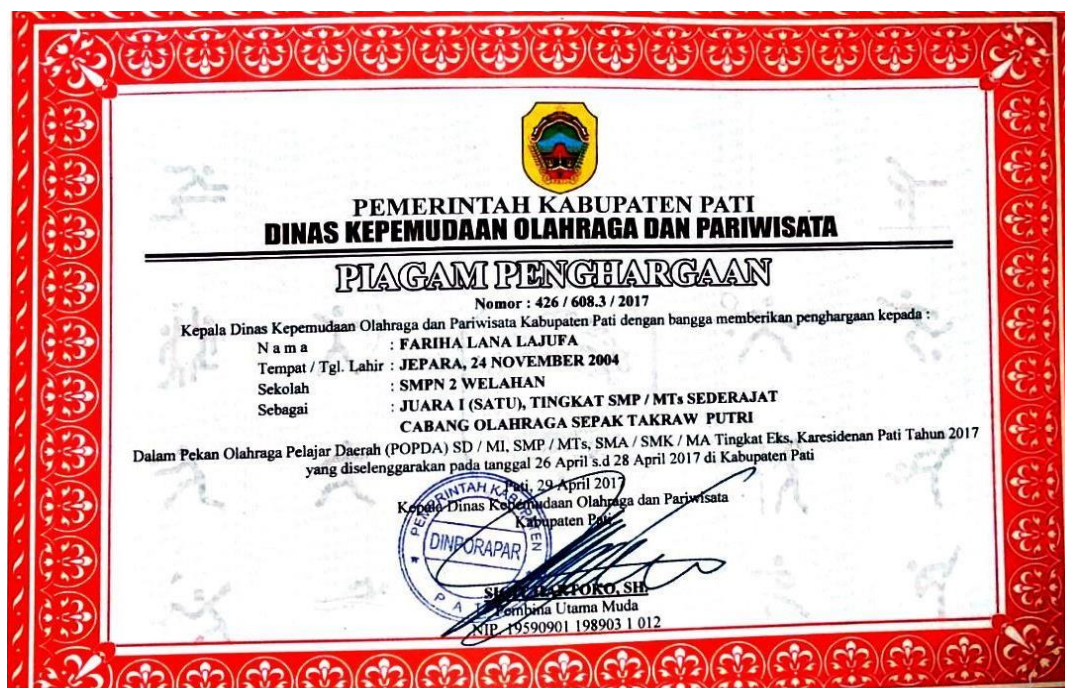 PEMERINTAH KABUPATEN PATI
DINAS KEPEMUDAAN OLAHRAGA DAN PARIWISATA
PIAGAM PENGHARGAAN
Nomor : 426 / 608.3 / 2017
Kepala Dinas Kepemudaan Olahraga dan Pariwisata Kabupaten Pati dengan bangga memberikan penghargaan kepada :
N a m a : FARIHA LANA LAJUFA
Tempat / Tgl. Lahir : JEPARA, 24 NOVEMBER 2004
Sekolah : SMPN 2 WELAHAN
Sebagai : JUARA I (SATU), TINGKAT SMP / MTs SEDERAJAT
CABANG OLAHRAGA SEPAK TAKRAW PUTRI
Dalam Pekan Olahraga Pelajar Daerah (POPDA) SD / MI, SMP / MTs, SMA / SMK / MA Tingkat Eks, Karesidenan Pati Tahun 2017
yang diselenggarakan pada tanggal 26 April s.d 28 April 2017 di Kabupaten Pati
Pati, 29 April 2017
Kepala Dinas Kepemudaan Olahraga dan Pariwisata
Kabupaten Pati
PEMERINTAH KABUPATEN
DINPORAPAR
PATI
SH.
Pembina Utama Muda
NIP. 19590901 198903 1 012